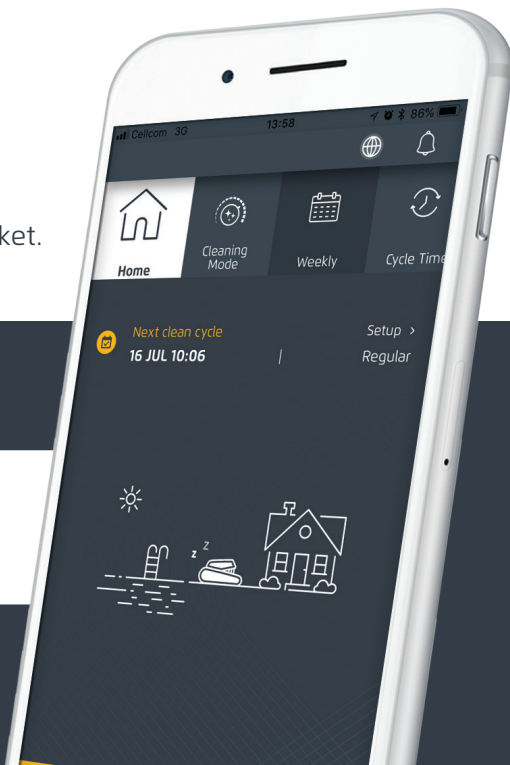 Cellcom 3G 13:58 86%
ket.
Home
Cleaning
Mode
Weekly
Cycle Time
Next clean cycle
Setup >
16 JUL 10:06 | Regular
z z